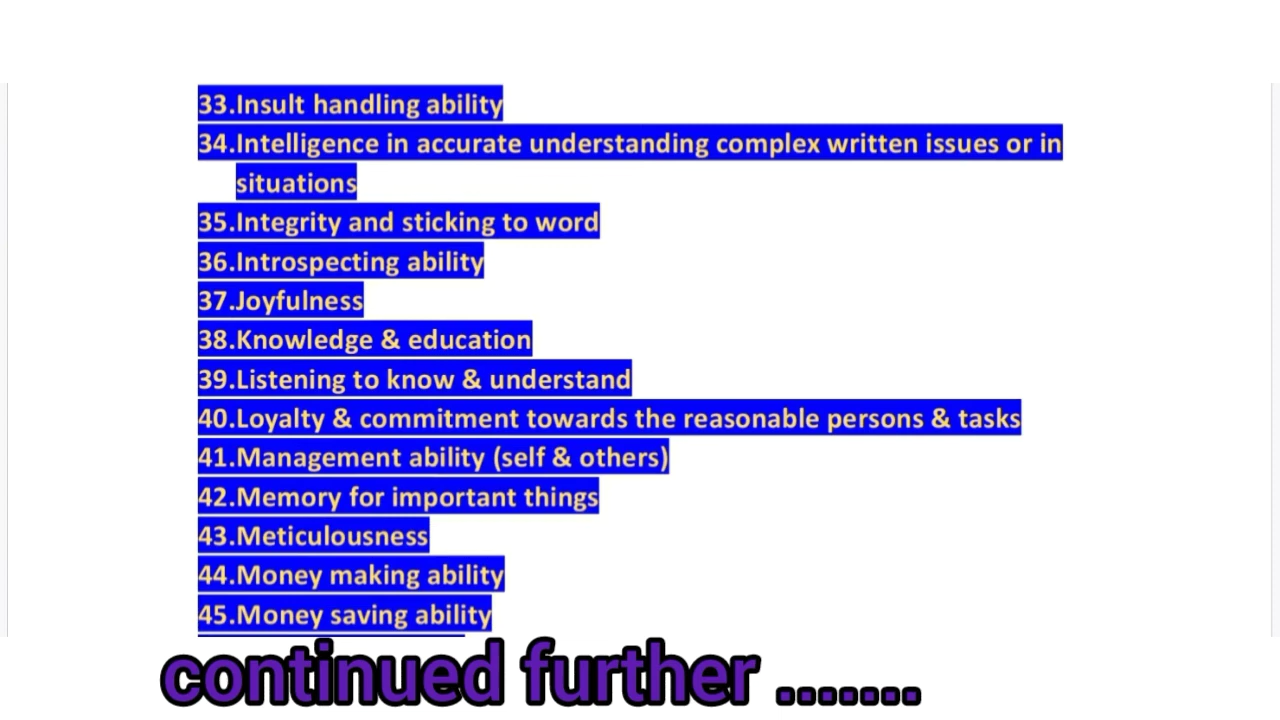 33.Insult handling ability
34.Intelligence in accurate understanding complex written issues or in
situations
35.Integrity and sticking to word
36.Introspecting ability
37.Joyfulness
38.Knowledge & education
39.Listening to know & understand
40.Loyalty & commitment towards the reasonable persons & tasks
41.Management ability (self & others)
42.Memory for important things
43.Meticulousness
44.Money making ability
45.Money saving ability
continued further .......